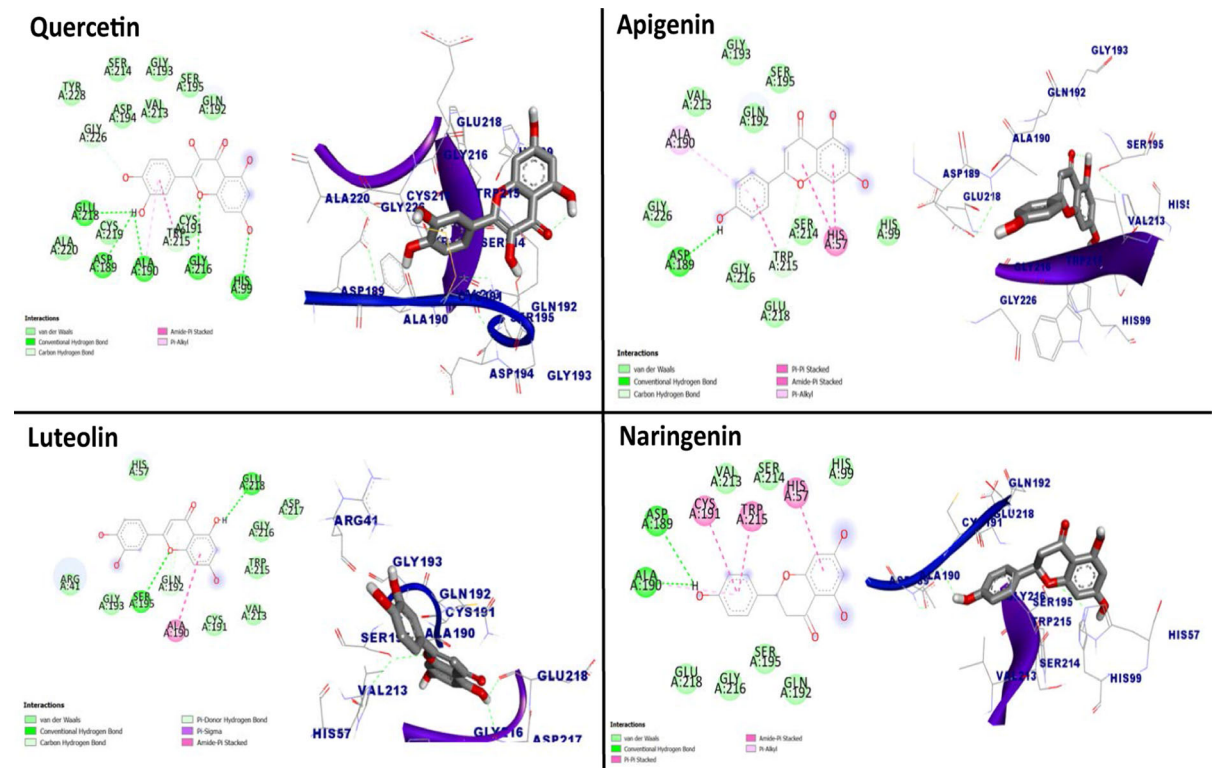 Quercetin
SER
A:214
GLY
A:193
SER
A:195
TYR
A:228
ASP
A:194
VAL
A:213
GLN
A:192
GLY
A:226
GLU
A:218
CYS
A:219
CYS
A:191
TRP
A:215
ALA
A:220
ASP
A:189
ALA
A:190
GLY
A:216
HIS
A:99
H
O
Interactions
van der Waals
Conventional Hydrogen Bond
Carbon Hydrogen Bond
Amide-Pi Stacked
Pi-Alkyl
GLU218
GLY216
ALA220
CYS21
TRP215
GLY226
ASP189
ALA190
GLN192
SER195
ASP194
GLY193
Apigenin
GLY
A:193
SER
A:195
VAL
A:213
GLN
A:192
ALA
A:190
GLY
A:226
SER
A:214
HIS
A:57
HIS
A:99
ASP
A:189
GLY
A:216
TRP
A:215
GLU
A:218
Interactions
van der Waals
Conventional Hydrogen Bond
Carbon Hydrogen Bond
Pi-Pi Stacked
Amide-Pi Stacked
Pi-Alkyl
GLY193
GLN192
ALA190
SER195
ASP189
GLU218
VAL213
GLY216
GLY226
HIS99
Luteolin
HIS
A:57
GLU
A:218
ASP
A:217
GLY
A:216
TRP
A:215
ARG
A:41
GLN
A:192
GLY
A:193
SER
A:195
VAL
A:213
ALA
A:190
CYS
A:191
Interactions
van der Waals
Conventional Hydrogen Bond
Carbon Hydrogen Bond
Pi-Donor Hydrogen Bond
Pi-Sigma
Amide-Pi Stacked
ARG41
GLY193
GLN192
CYS191
ALA190
GLU218
VAL213
HIS57
ASP217
Naringenin
VAL
A:213
SER
A:214
HIS
A:99
HIS
A:57
CYS
A:191
TRP
A:215
ASP
A:189
ALA
A:190
SER
A:195
GLU
A:218
GLY
A:216
GLN
A:192
Interactions
van der Waals
Conventional Hydrogen Bond
Pi-Pi Stacked
Amide-Pi Stacked
Pi-Alkyl
GLN192
GLU218
SER195
TRP215
HIS57
SER214
VAL213
HIS99